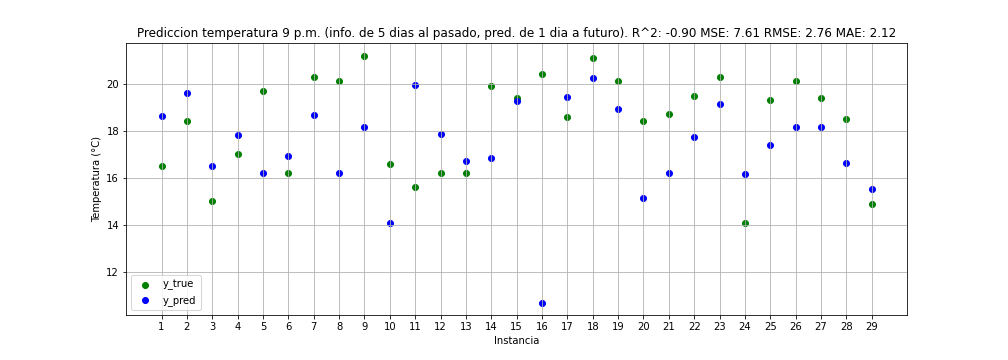 Prediccion temperatura 9 p.m. (info. de 5 dias al pasado, pred. de 1 dia a futuro). R^2: -0.90 MSE: 7.61 RMSE: 2.76 MAE: 2.12
20
18
16
14
12
Temperatura (°C)
y_true
y_pred
1 2 3 4 5 6 7 8 9 10 11 12 13 14 15 16 17 18 19 20 21 22 23 24 25 26 27 28 29
Instancia